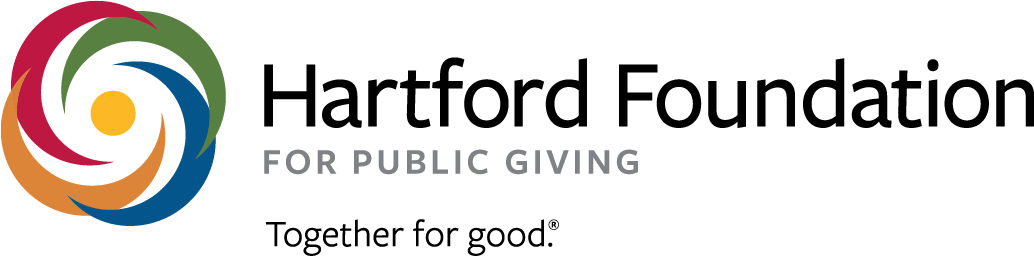 Hartford Foundation
FOR PUBLIC GIVING
Together for good.®